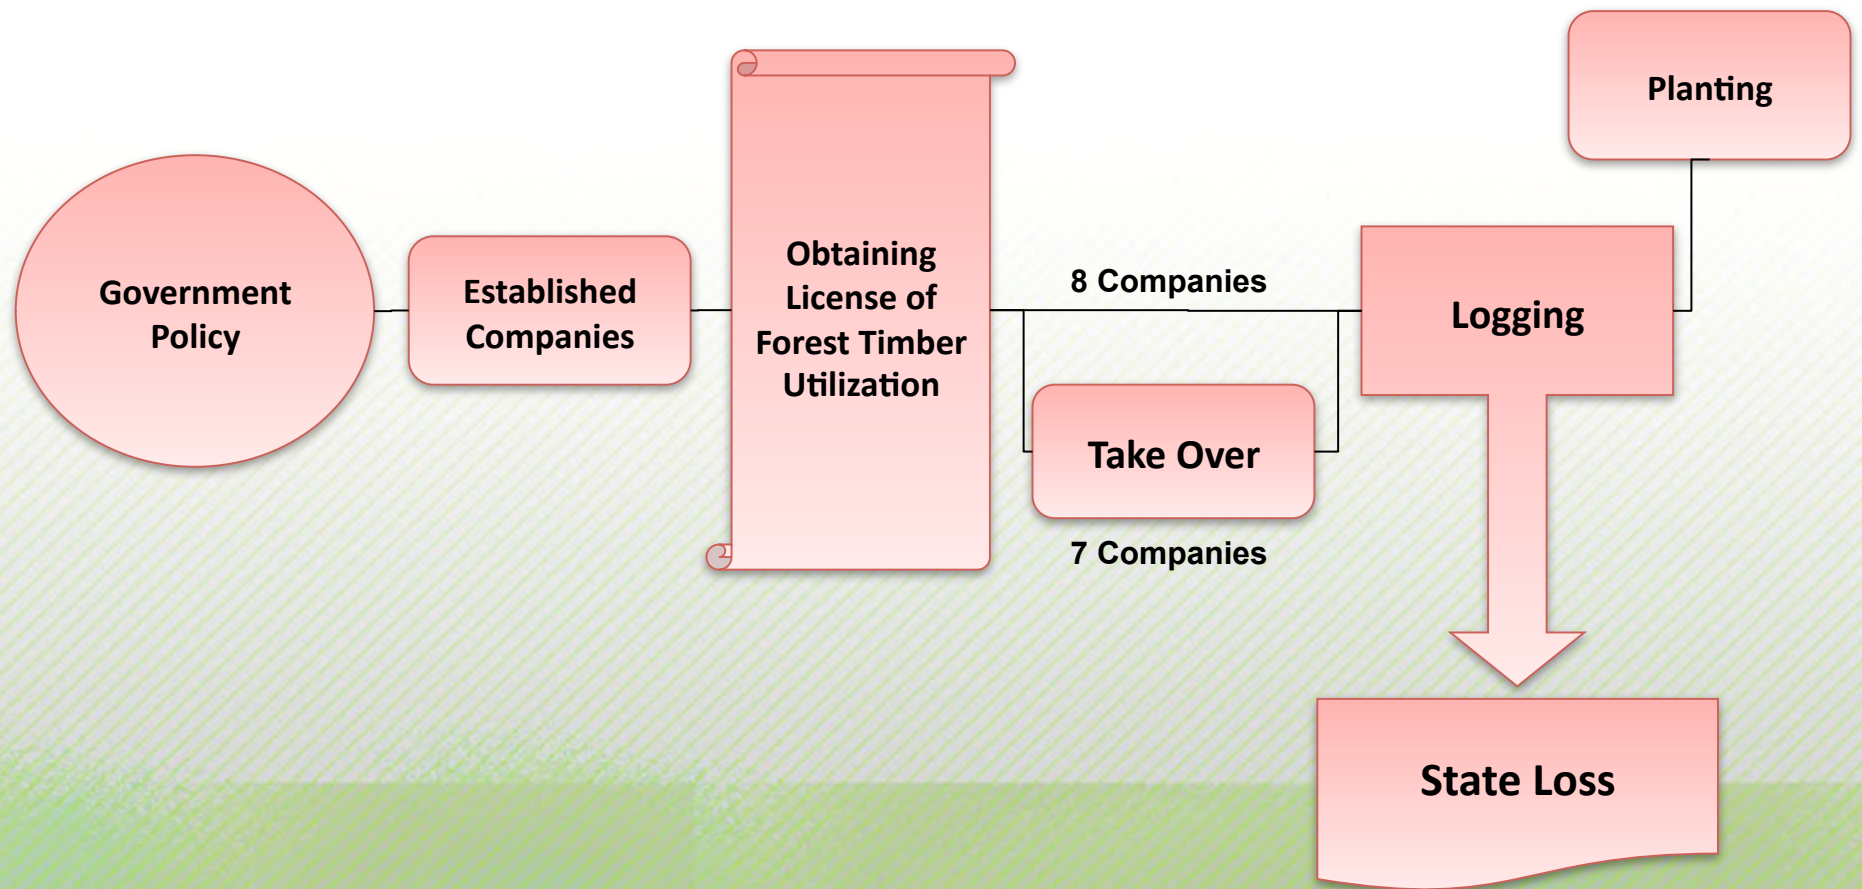 Government
Policy
Established
Companies
Obtaining
License of
Forest Timber
Utilization
8 Companies
Take Over
7 Companies
Logging
Planting
State Loss